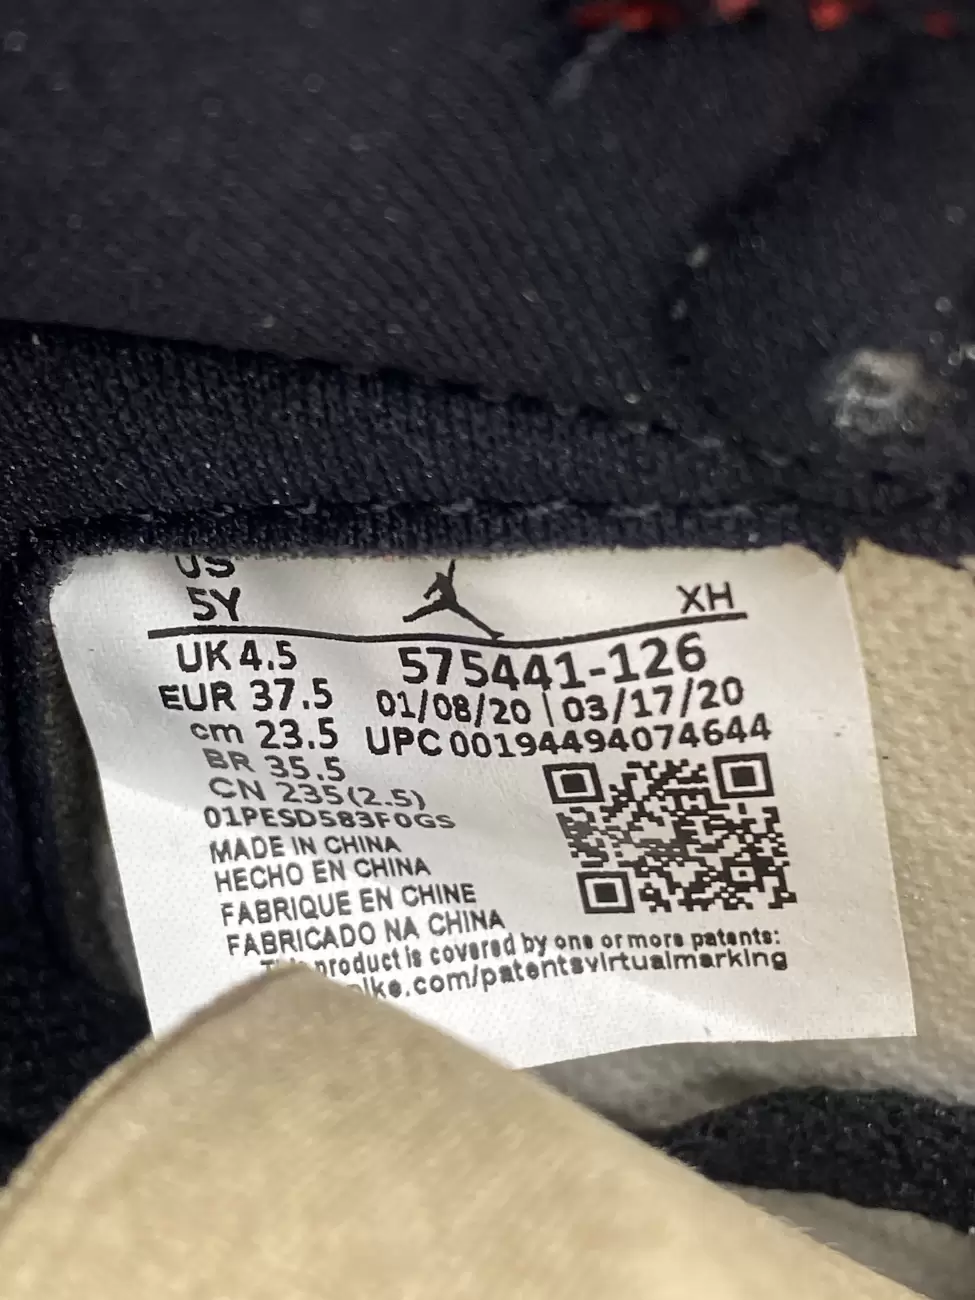 US
5Y XH
UK 4.5 575441-126
EUR 37.5 01/08/20 | 03/17/20
cm 23.5 UPC 00194494074644
BR 35.5
CN 235(2.5)
01PESD583F0GS
MADE IN CHINA
HECHO EN CHINA
FABRIQUE EN CHINE
FABRICADO NA CHINA
product is covered by one or more patents:
.com/patentsvirtualmarking